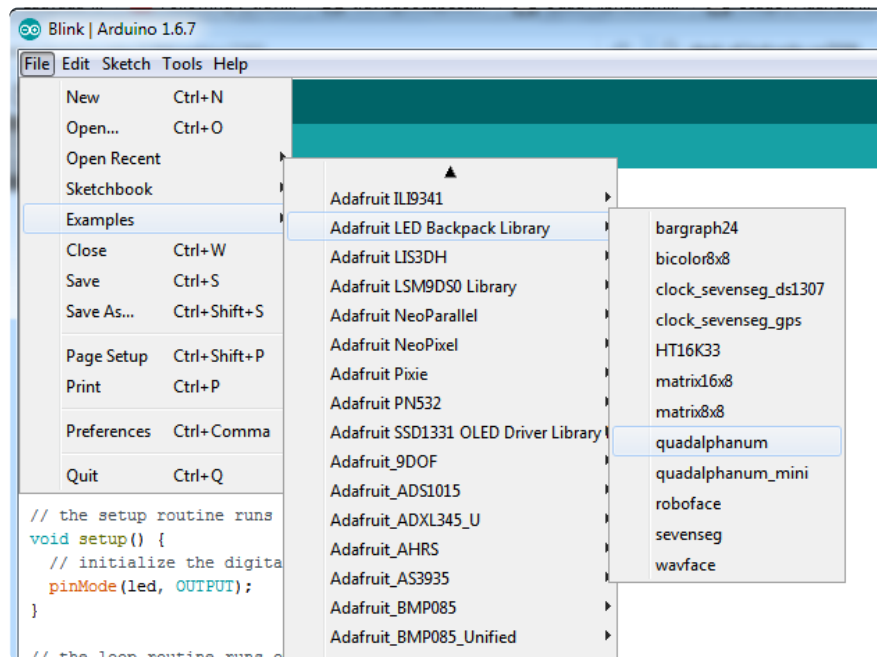 Blink | Arduino 1.6.7
File Edit Sketch Tools Help
New Ctrl+N
Open... Ctrl+O
Open Recent
Sketchbook
Examples
Close Ctrl+W
Save Ctrl+S
Save As... Ctrl+Shift+S
Page Setup Ctrl+Shift+P
Print Ctrl+P
Preferences Ctrl+Comma
Quit Ctrl+Q
Adafruit ILI9341
Adafruit LED Backpack Library
Adafruit LIS3DH
Adafruit LSM9DS0 Library
Adafruit NeoParallel
Adafruit NeoPixel
Adafruit Pixie
Adafruit PN532
Adafruit SSD1331 OLED Driver Library
Adafruit_9DOF
Adafruit_ADS1015
Adafruit_ADXL345_U
Adafruit_AHRS
Adafruit_AS3935
Adafruit_BMP085
Adafruit_BMP085_Unified
bargraph24
bicolor8x8
clock_sevenseg_ds1307
clock_sevenseg_gps
HT16K33
matrix16x8
matrix8x8
quadalphanum
quadalphanum_mini
roboface
sevenseg
wavface
// the setup routine runs
void setup() {
// initialize the digita
pinMode(led, OUTPUT);
}
// the loop routine runs o